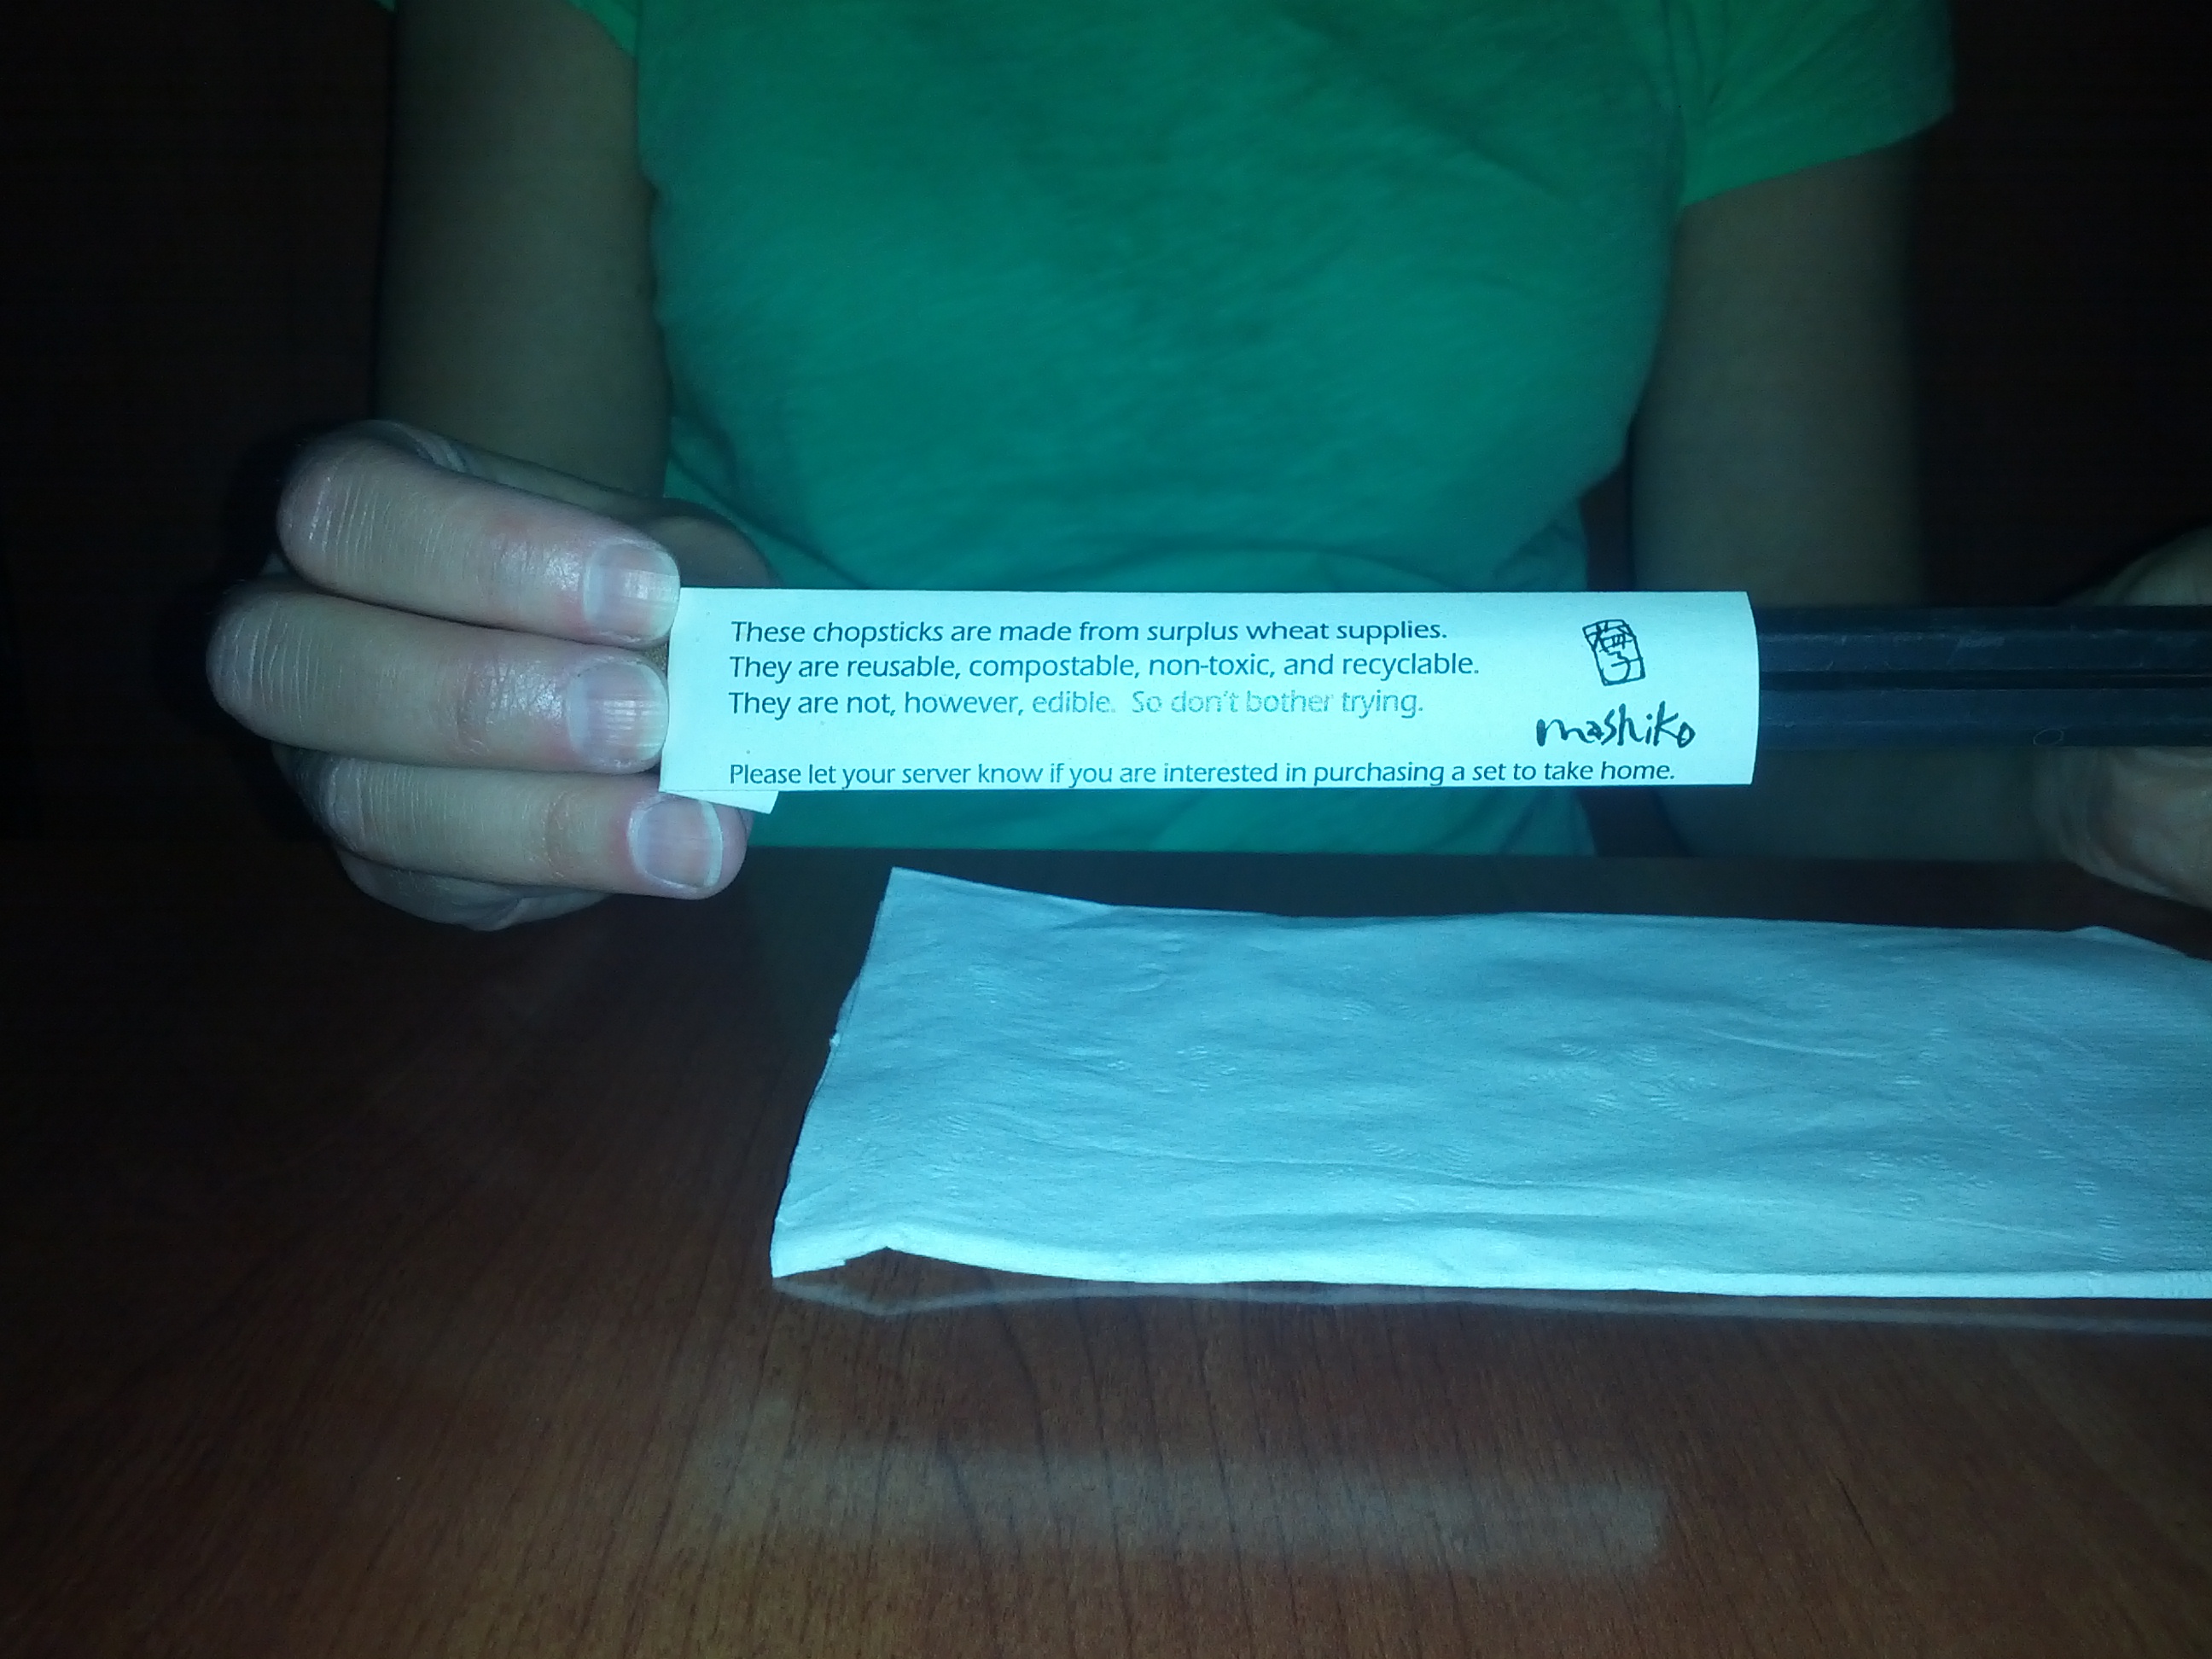 These chopsticks are made from surplus wheat supplies.
They are reusable, compostable, non-toxic, and recyclable.
They are not, however, edible. So don't bother trying.
mashiko
Please let your server know if you are interested in purchasing a set to take home.